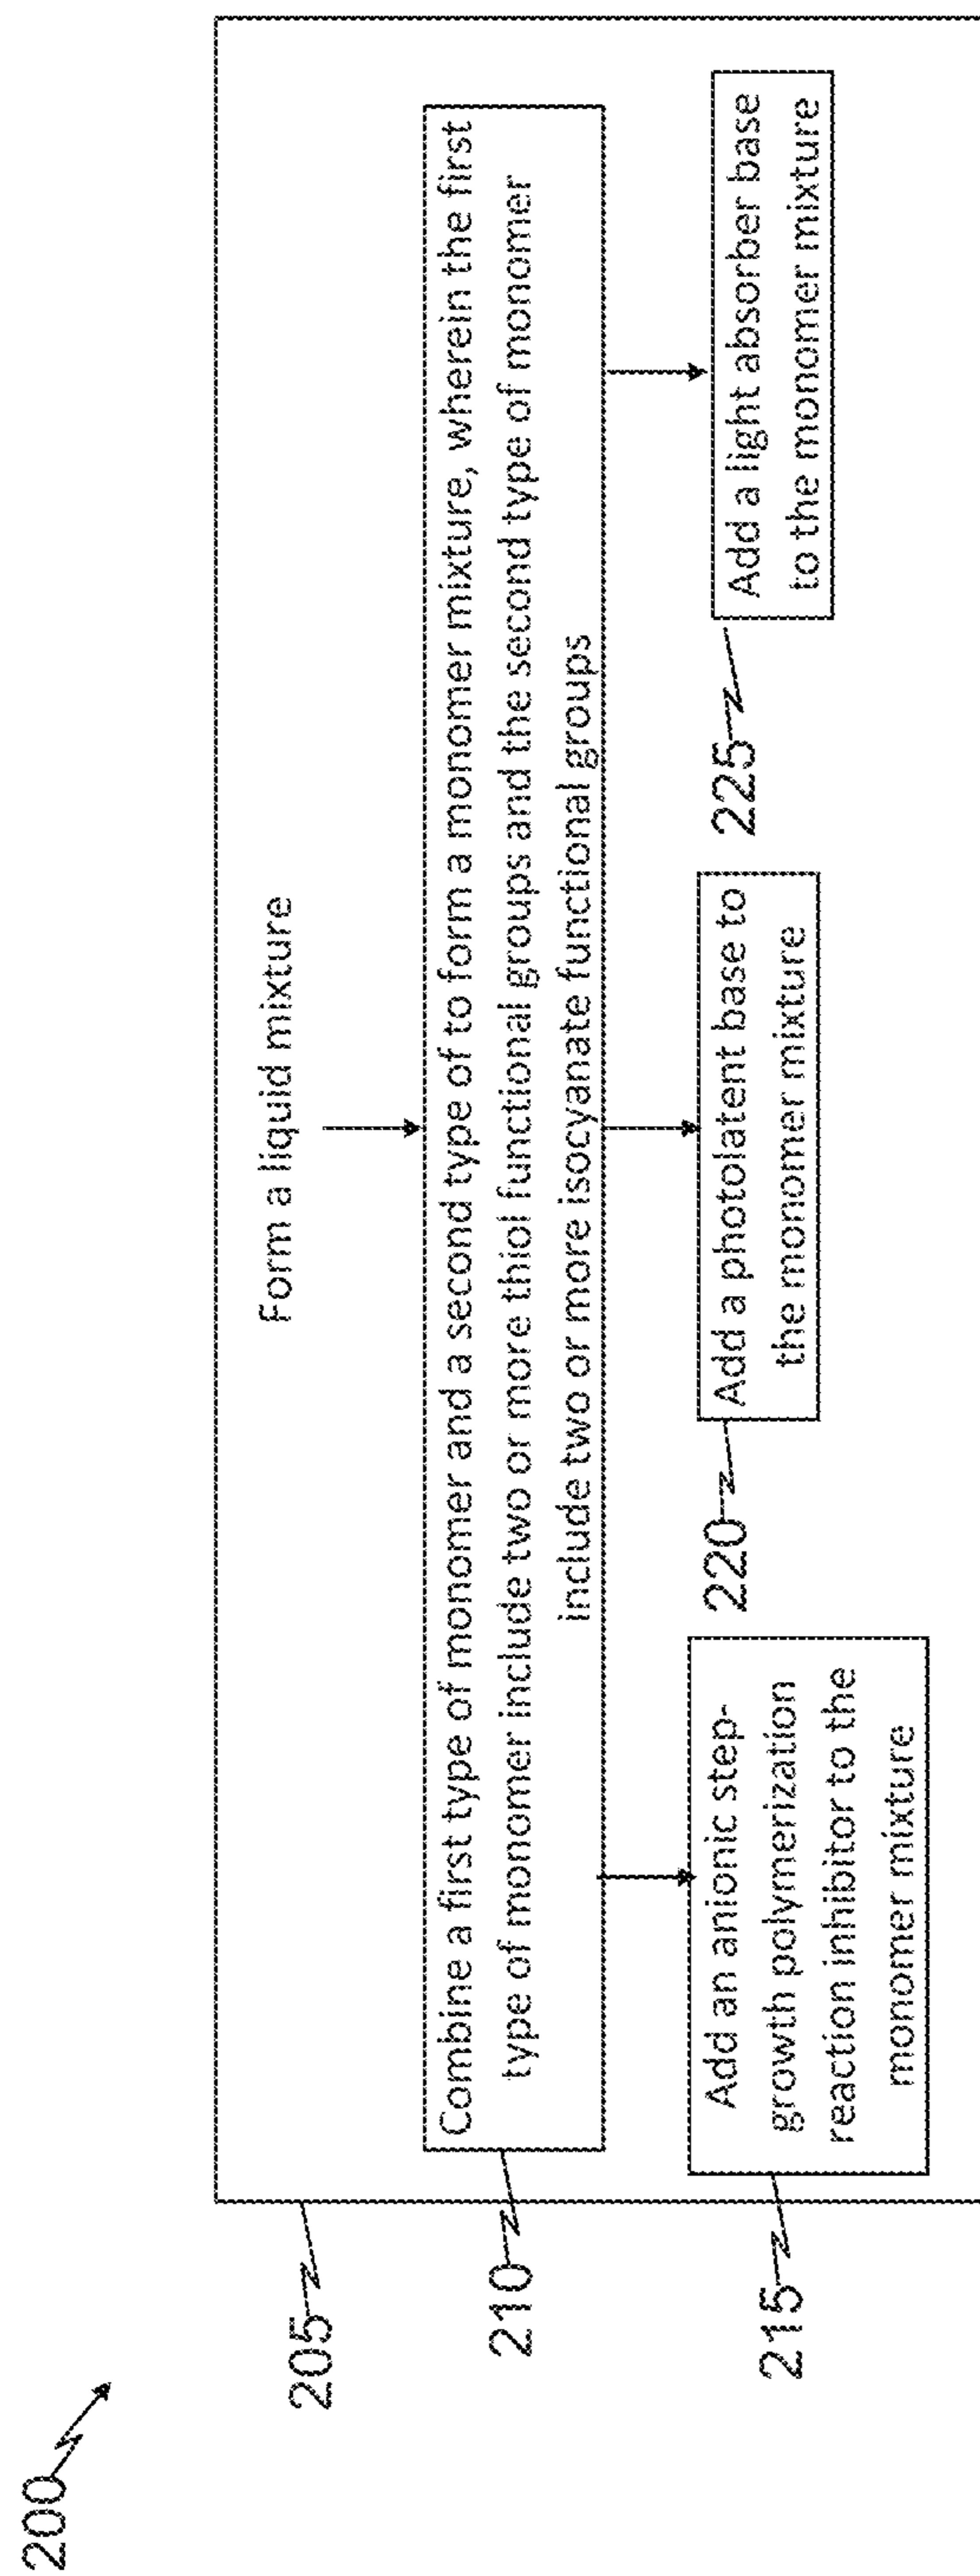 200
205
Form a liquid mixture
210
Combine a first type of monomer and a second type of to form a monomer mixture, wherein the first
type of monomer include two or more thiol functional groups and the second type of monomer
include two or more isocyanate functional groups
215
Add an anionic step-
growth polymerization
reaction inhibitor to the
monomer mixture
220
Add a photolatent base to
the monomer mixture
225
Add a light absorber base
to the monomer mixture